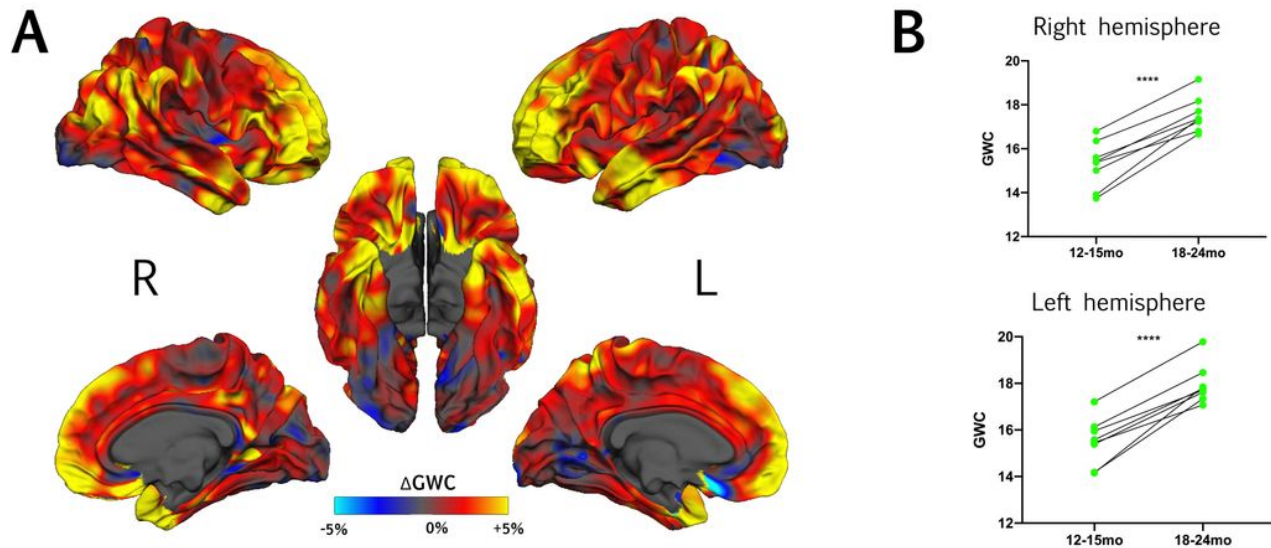 A
R
L
ΔGWC
-5% 0% +5%
B
Right hemisphere
20
18
16
14
12
GWC
****
12-15mo 18-24mo
Left hemisphere
20
18
16
14
12
GWC
****
12-15mo 18-24mo